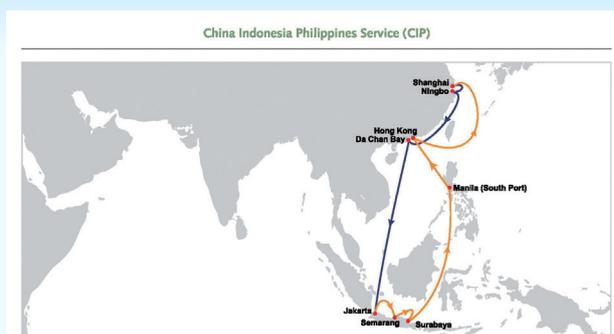 China Indonesia Philippines Service (CIP)
Shanghai
Ningbo
Hong Kong
Da Chan Bay
Manila (South Port)
Jakarta
Semarang
Surabaya